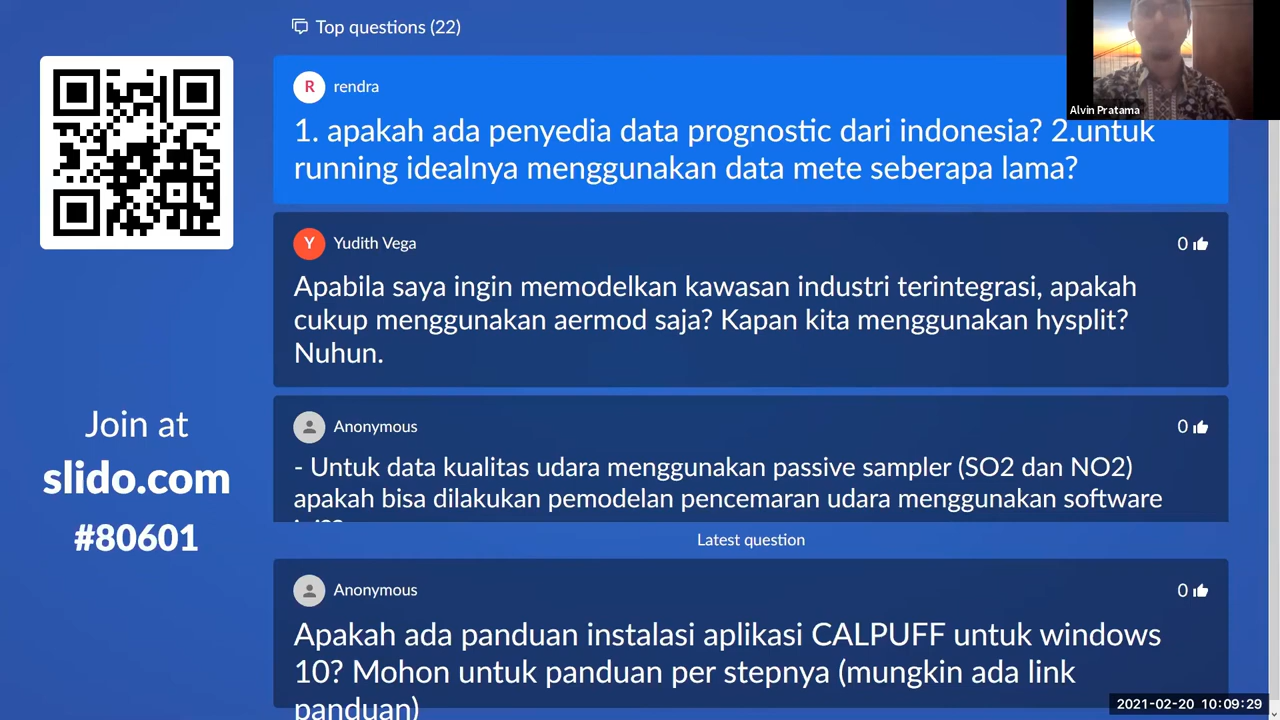 Top questions (22)
R rendra
1. apakah ada penyedia data prognostic dari indonesia? 2.untuk
running idealnya menggunakan data mete seberapa lama?
Alvin Pratama
Y Yudith Vega
0
Apabila saya ingin memodelkan kawasan industri terintegrasi, apakah
cukup menggunakan aermod saja? Kapan kita menggunakan hysplit?
Nuhun.
Anonymous
0
- Untuk data kualitas udara menggunakan passive sampler (SO2 dan NO2)
apakah bisa dilakukan pemodelan pencemaran udara menggunakan software
Latest question
Anonymous
0
Apakah ada panduan instalasi aplikasi CALPUFF untuk windows
10? Mohon untuk panduan per stepnya (mungkin ada link
panduan)
Join at
slido.com
#80601
2021-02-20 10:09:29